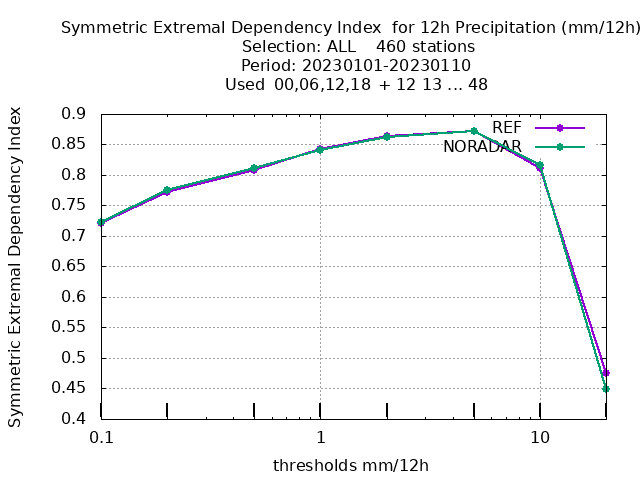 Symmetric Extremal Dependency Index  for 12h Precipitation (mm/12h)
Selection: ALL    460 stations
Period: 20230101-20230110
Used  00,06,12,18  + 12 13 ... 48
Symmetric Extremal Dependency Index
0.9
0.85
0.8
0.75
0.7
0.65
0.6
0.55
0.5
0.45
0.4
REF
NORADAR
0.1 1 10
thresholds mm/12h